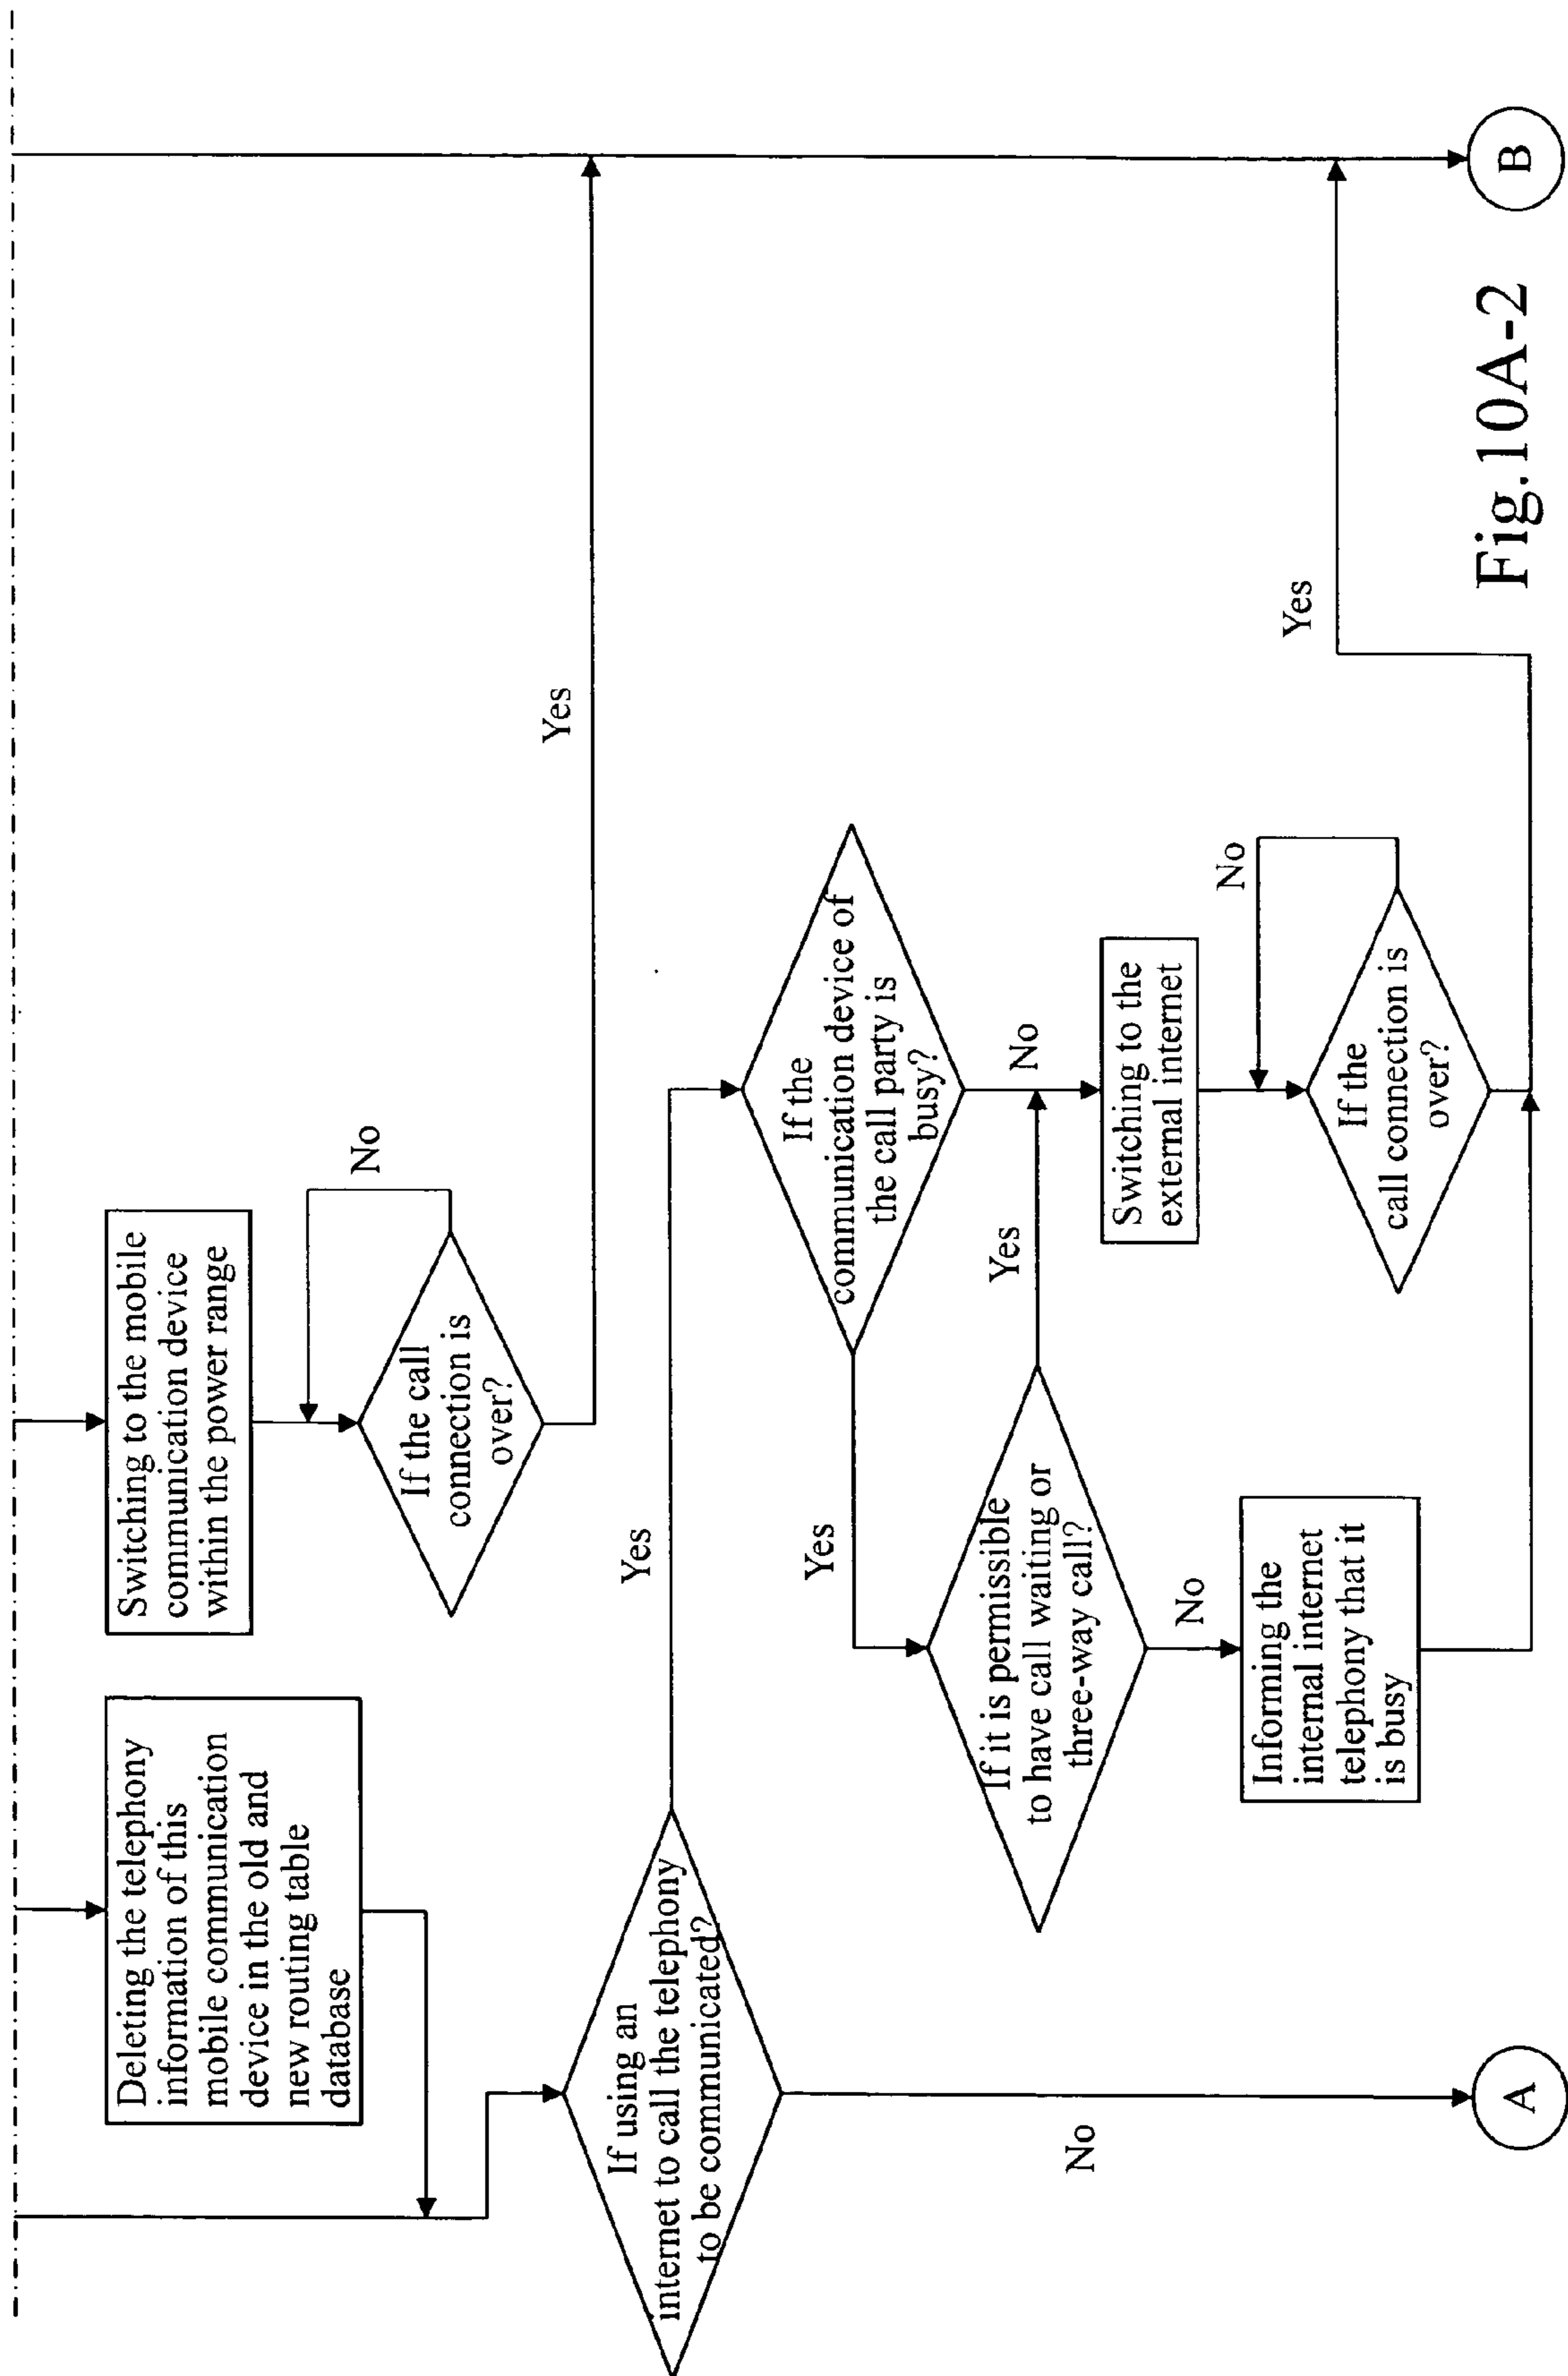 Deleting the telephony
information of this
mobile communication
device in the old and
new routing table
database
Switching to the mobile
communication device
within the power range
No
If the call
connection is
over?
Yes
If using an
internet to call the telephony
to be communicated?
Yes
No
If the
communication device of
the call party is
busy?
Yes
No
If it is permissible
to have call waiting or
three-way call?
Yes
No
Switching to the
external internet
No
Informing the
internal internet
telephony that it
is busy
If the
call connection is
over?
Yes
A
B
Fig.10A-2